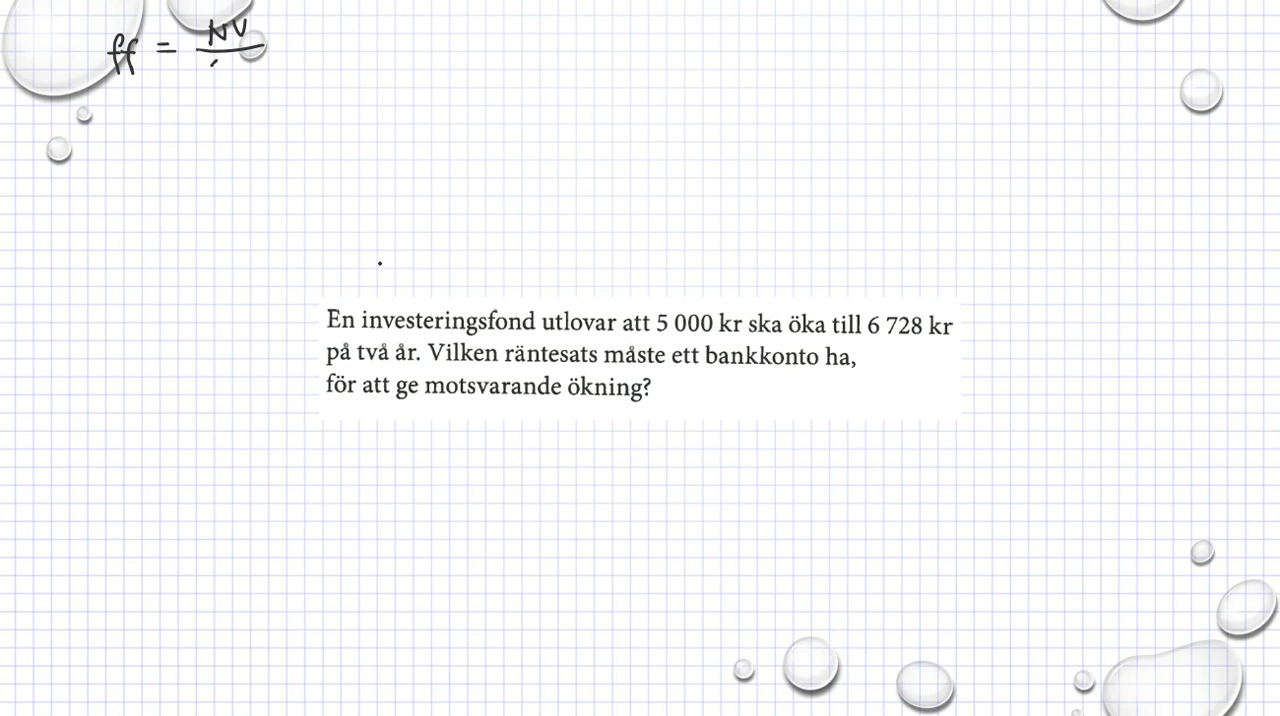 ff = NV
En investeringsfond utlovar att 5 000 kr ska öka till 6 728 kr
på två år. Vilken räntesats måste ett bankkonto ha,
för att ge motsvarande ökning?